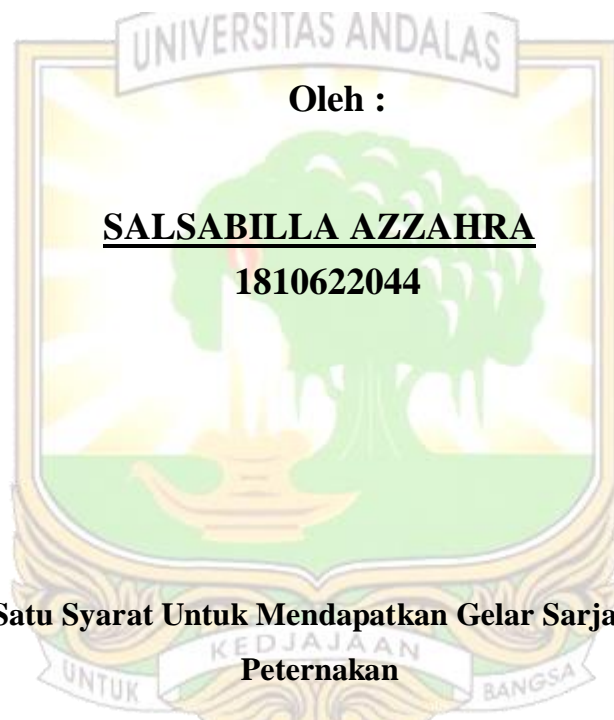 UNIVERSITAS ANDALAS
Oleh :
SALSABILLA AZZAHRA
1810622044
Satu Syarat Untuk Mendapatkan Gelar Sarja
KEDJAJAAN
UNTUK
Peternakan
BANGSA